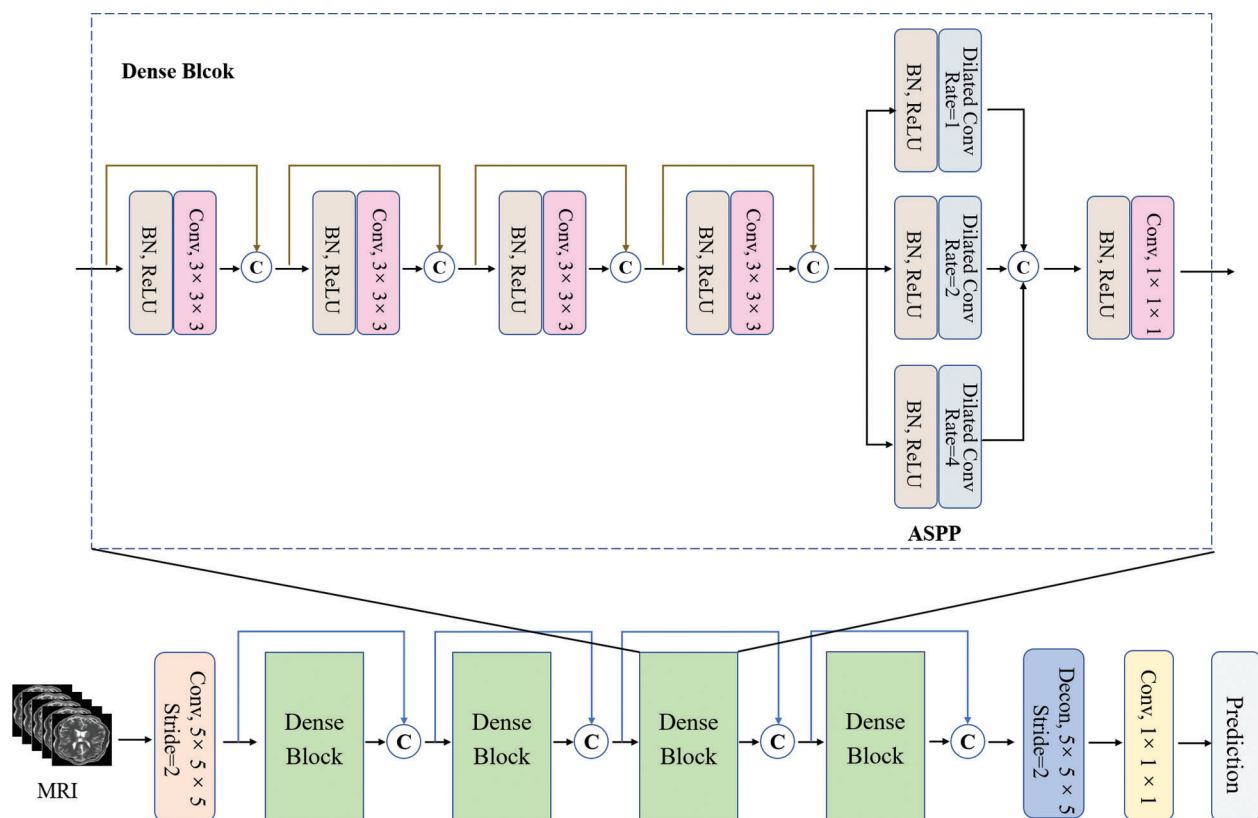 Dense Blcok
BN, ReLU
Conv, 3 × 3 × 3
C
BN, ReLU
Conv, 3 × 3 × 3
C
BN, ReLU
Conv, 3 × 3 × 3
C
BN, ReLU
Conv, 3 × 3 × 3
C
BN, ReLU
Dilated Conv
Rate=1
BN, ReLU
Dilated Conv
Rate=2
BN, ReLU
Dilated Conv
Rate=4
ASPP
C
BN, ReLU
Conv, 1 × 1 × 1
MRI
Conv, 5 × 5 × 5
Stride=2
Dense
Block
C
Dense
Block
C
Dense
Block
C
Dense
Block
C
Decon, 5 × 5 × 5
Stride=2
Conv, 1 × 1 × 1
Prediction